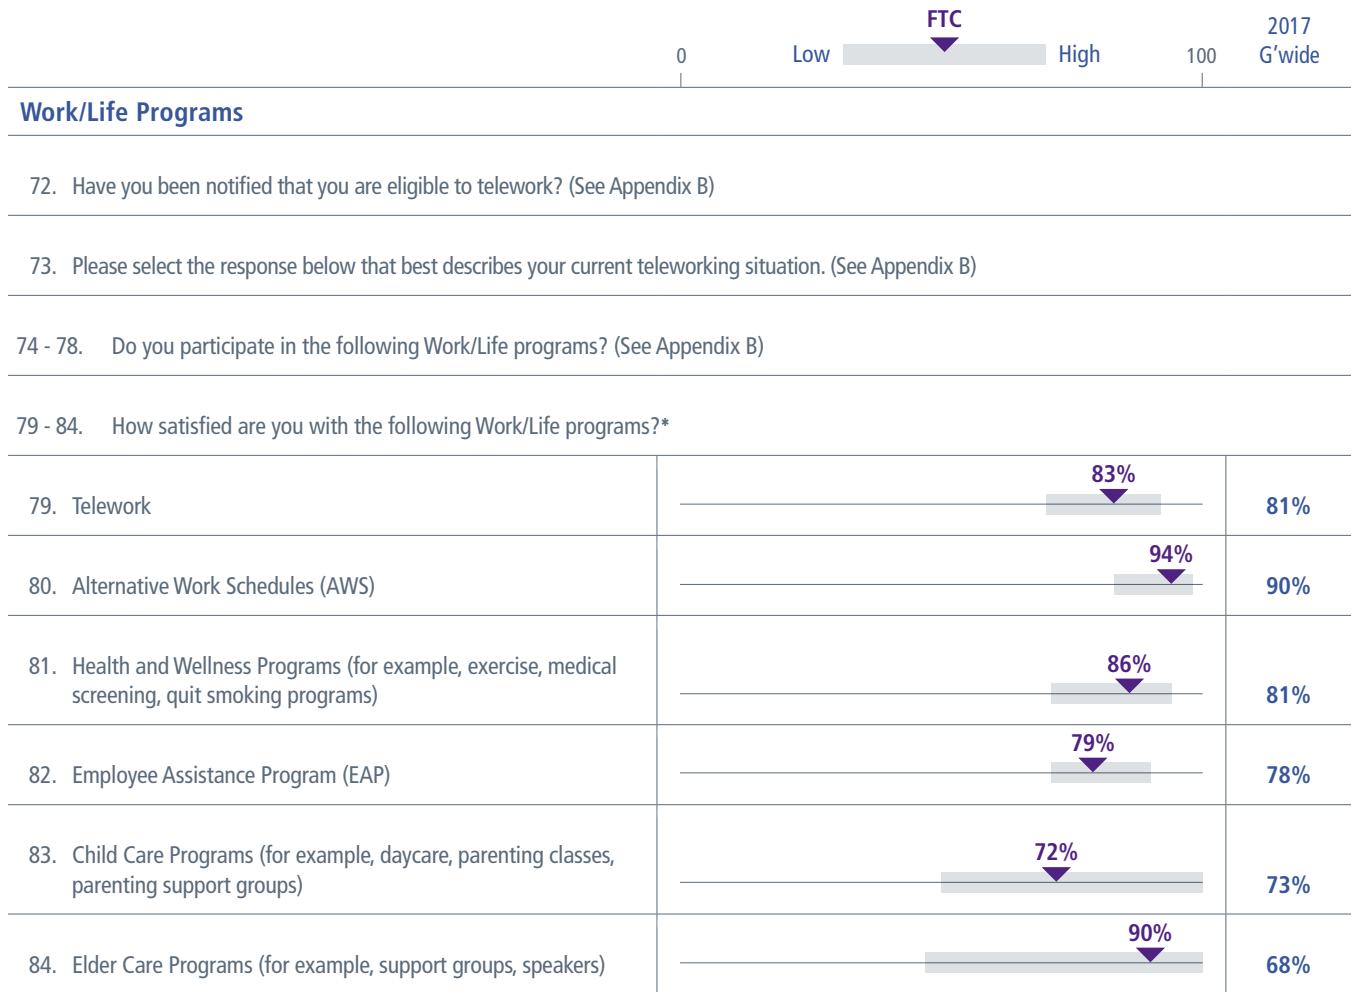 FTC
2017
0 Low High 100 G’wide
Work/Life Programs
72. Have you been notified that you are eligible to telework? (See Appendix B)
73. Please select the response below that best describes your current teleworking situation. (See Appendix B)
74 - 78. Do you participate in the following Work/Life programs? (See Appendix B)
79 - 84. How satisfied are you with the following Work/Life programs?*
83%
79. Telework 81%
94%
80. Alternative Work Schedules (AWS) 90%
81. Health and Wellness Programs (for example, exercise, medical
86%
screening, quit smoking programs) 81%
79%
82. Employee Assistance Program (EAP) 78%
83. Child Care Programs (for example, daycare, parenting classes,
72%
parenting support groups) 73%
90%
84. Elder Care Programs (for example, support groups, speakers) 68%